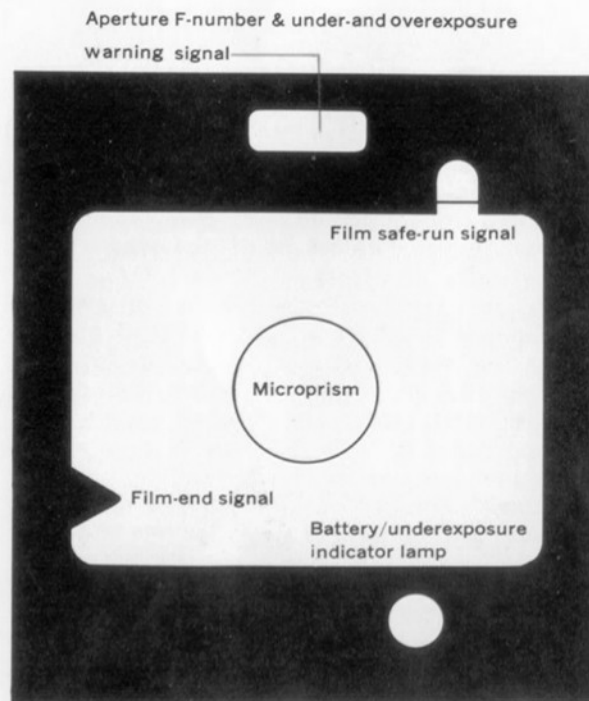 Aperture F-number & under-and overexposure
warning signal
Film safe-run signal
Microprism
Film-end signal
Battery/underexposure
indicator lamp